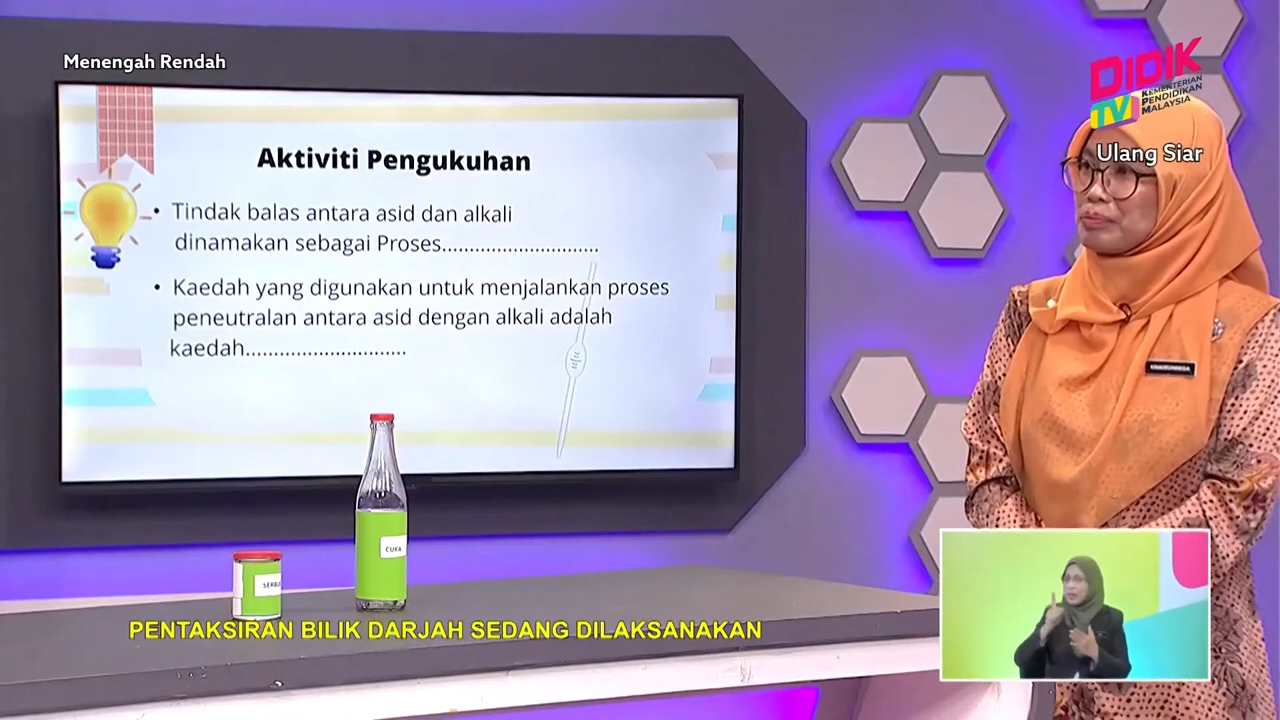 Menengah Rendah
DIDIK
TV
KEMENTERIAN
PENDIDIKAN
MALAYSIA
Ulang Siar
Aktiviti Pengukuhan
• Tindak balas antara asid dan alkali
dinamakan sebagai Proses............................
• Kaedah yang digunakan untuk menjalankan proses
peneutralan antara asid dengan alkali adalah
kaedah.............................
CUKA
PENTAKSIRAN BILIK DARJAH SEDANG DILAKSANAKAN